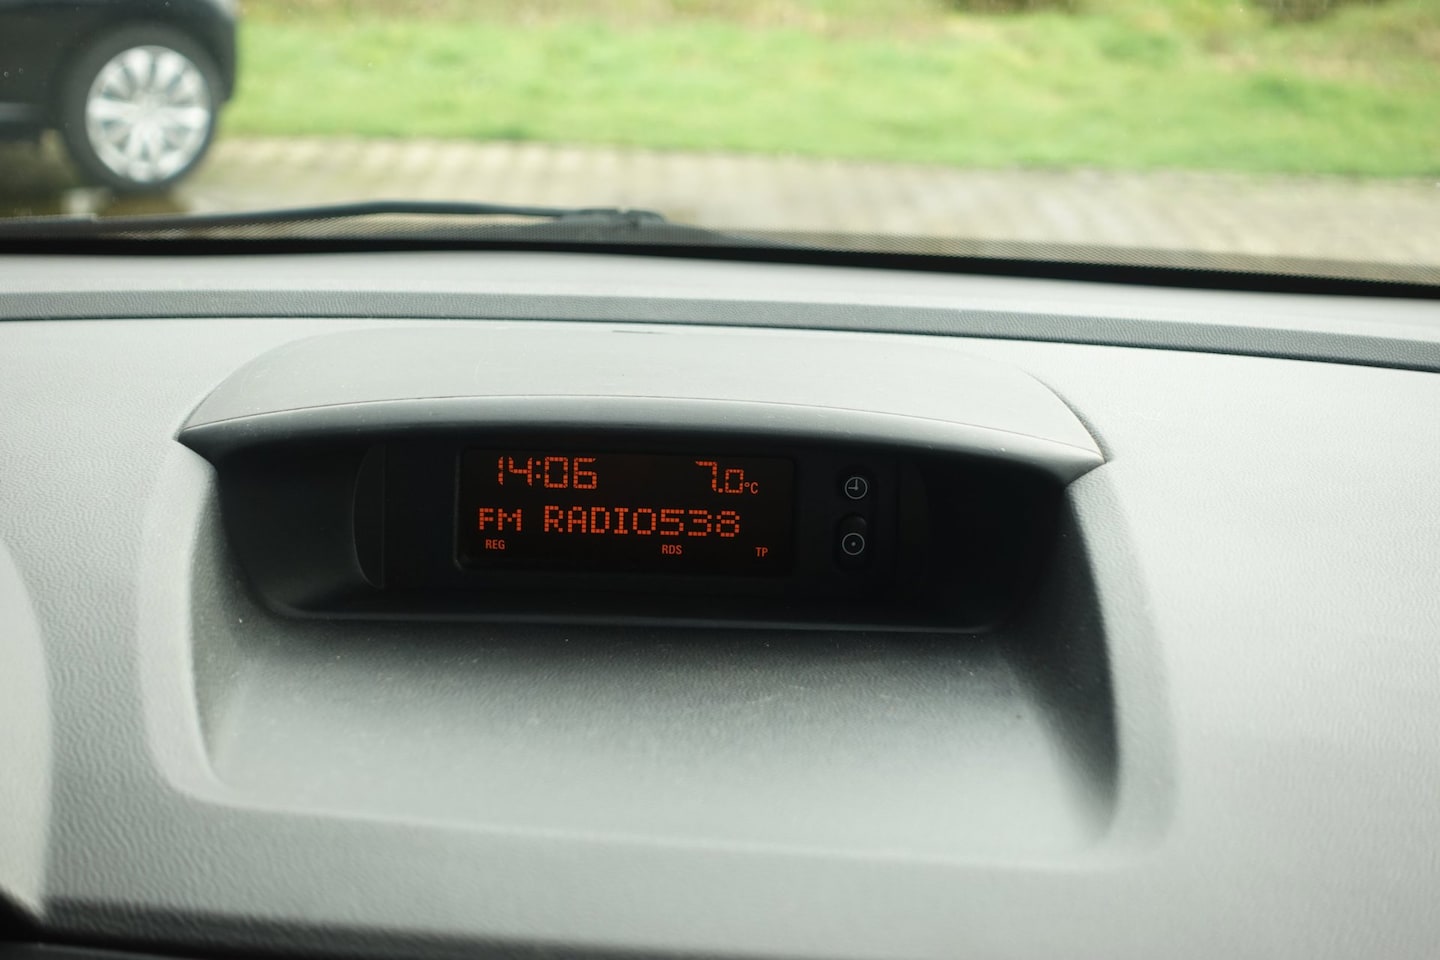 14:06 7.0°C
FM RADIO538
REG RDS TP